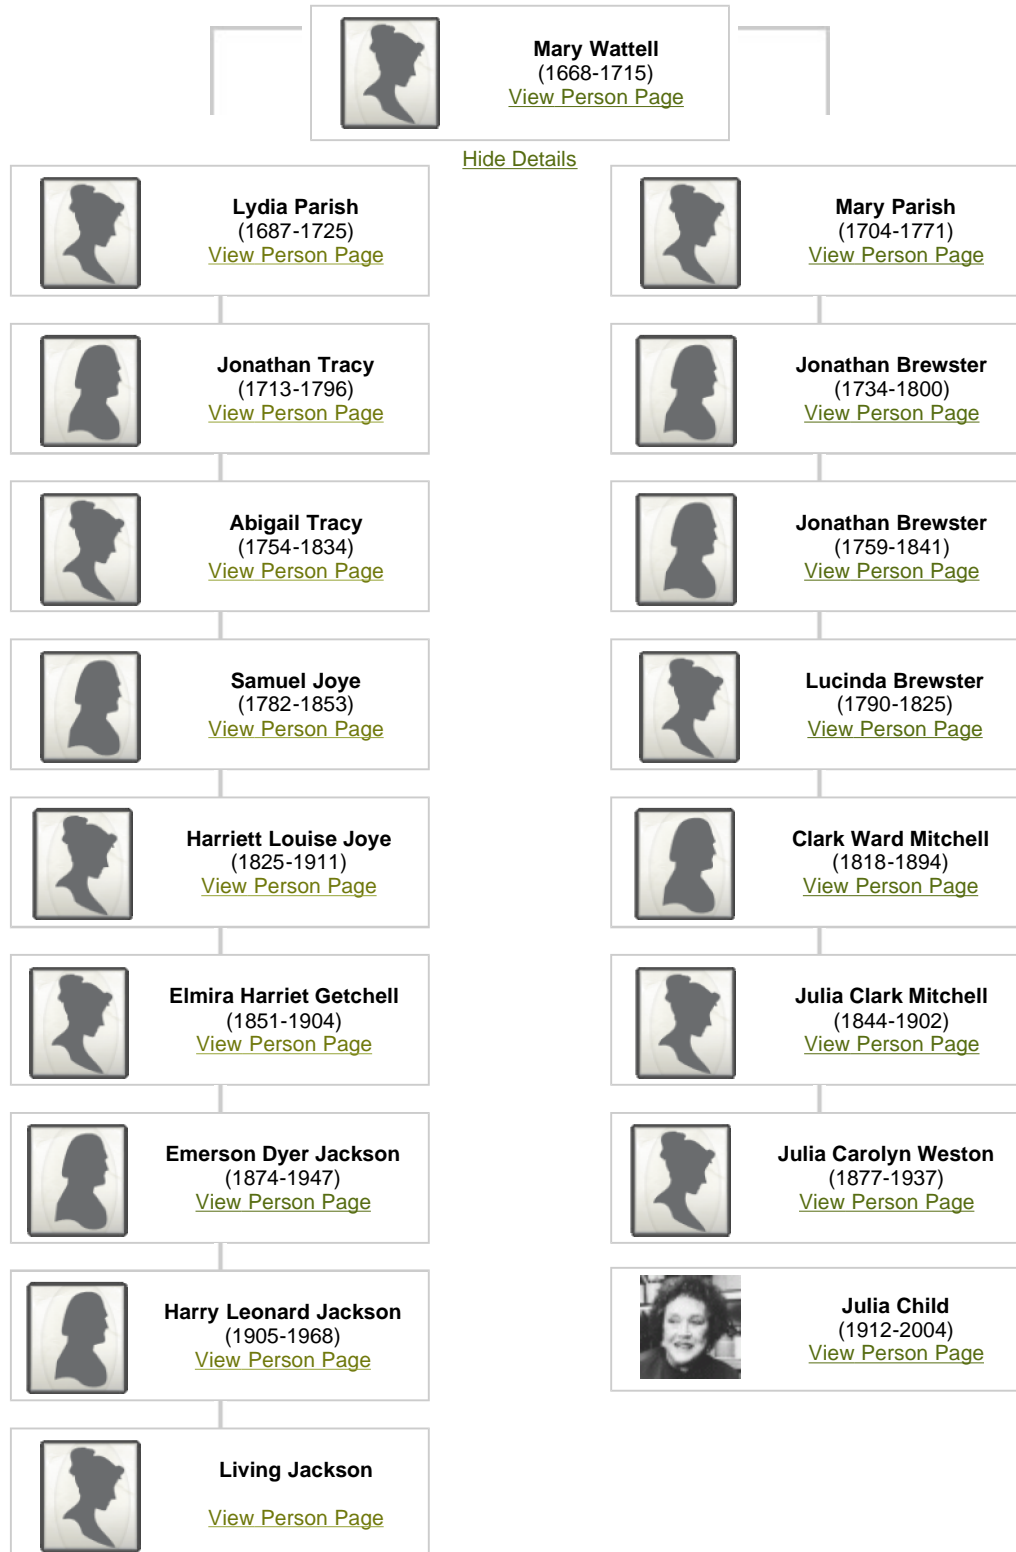 Mary Wattell
(1668-1715)
View Person Page
Hide Details
Lydia Parish
(1687-1725)
View Person Page
Mary Parish
(1704-1771)
View Person Page
Jonathan Tracy
(1713-1796)
View Person Page
Jonathan Brewster
(1734-1800)
View Person Page
Abigail Tracy
(1754-1834)
View Person Page
Jonathan Brewster
(1759-1841)
View Person Page
Samuel Joye
(1782-1853)
View Person Page
Lucinda Brewster
(1790-1825)
View Person Page
Harriett Louise Joye
(1825-1911)
View Person Page
Clark Ward Mitchell
(1818-1894)
View Person Page
Elmira Harriet Getchell
(1851-1904)
View Person Page
Julia Clark Mitchell
(1844-1902)
View Person Page
Emerson Dyer Jackson
(1874-1947)
View Person Page
Julia Carolyn Weston
(1877-1937)
View Person Page
Harry Leonard Jackson
(1905-1968)
View Person Page
Julia Child
(1912-2004)
View Person Page
Living Jackson
View Person Page